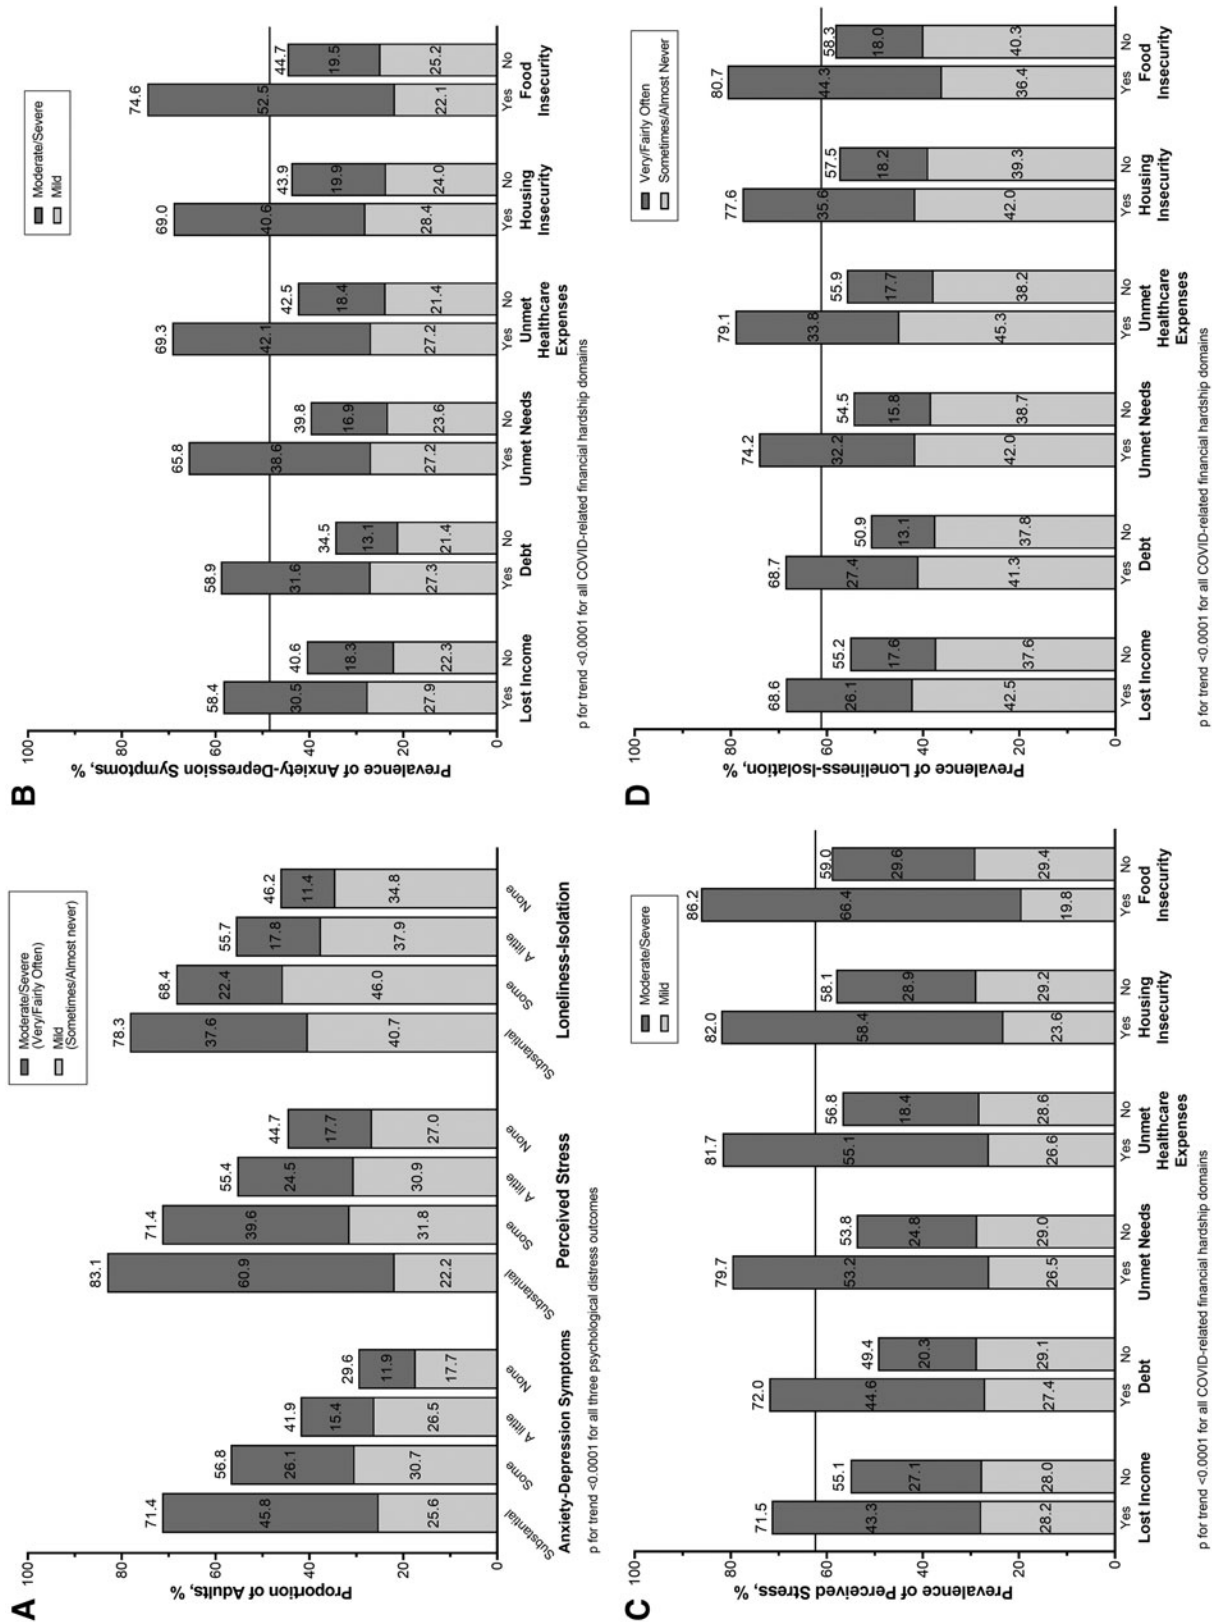 A
Proportion of Adults, %
100
80
60
40
20
0
Moderate/Severe
(Very/Fairly Often)
Mild
(Sometimes/Almost never)
71.4
45.8
25.6
Substantial
56.8
26.1
30.7
Some
41.9
15.4
26.5
A little
29.6
11.9
17.7
None
Anxiety-Depression Symptoms
83.1
60.9
22.2
Substantial
71.4
39.6
31.8
Some
55.4
24.5
30.9
A little
44.7
17.7
27.0
None
Perceived Stress
78.3
37.6
40.7
Substantial
68.4
22.4
46.0
Some
55.7
17.8
37.9
A little
46.2
11.4
34.8
None
Loneliness-Isolation
p for trend <0.0001 for all three psychological distress outcomes
B
Prevalence of Anxiety-Depression Symptoms, %
100
80
60
40
20
0
Moderate/Severe
Mild
58.4
30.5
27.9
Yes
40.6
18.3
22.3
No
Lost Income
58.9
31.6
27.3
Yes
34.5
13.1
21.4
No
Debt
65.8
38.6
27.2
Yes
39.8
16.9
23.6
No
Unmet Needs
69.3
42.1
27.2
Yes
42.5
18.4
21.4
No
Unmet
Healthcare
Expenses
69.0
40.6
28.4
Yes
43.9
19.9
24.0
No
Housing
Insecurity
74.6
52.5
22.1
Yes
44.7
19.5
25.2
No
Food
Insecurity
p for trend <0.0001 for all COVID-related financial hardship domains
C
Prevalence of Perceived Stress, %
100
80
60
40
20
0
Moderate/Severe
Mild
71.5
43.3
28.2
Yes
55.1
27.1
28.0
No
Lost Income
72.0
44.6
27.4
Yes
49.4
20.3
29.1
No
Debt
79.7
53.2
26.5
Yes
53.8
24.8
29.0
No
Unmet Needs
81.7
55.1
26.6
Yes
56.8
18.4
28.6
No
Unmet
Healthcare
Expenses
82.0
58.4
23.6
Yes
58.1
28.9
29.2
No
Housing
Insecurity
86.2
66.4
19.8
Yes
59.0
29.6
29.4
No
Food
Insecurity
p for trend <0.0001 for all COVID-related financial hardship domains
D
Prevalence of Loneliness-Isolation, %
100
80
60
40
20
0
Very/Fairly Often
Sometimes/Almost Never
68.6
26.1
42.5
Yes
55.2
17.6
37.6
No
Lost Income
68.7
27.4
41.3
Yes
50.9
13.1
37.8
No
Debt
74.2
32.2
42.0
Yes
54.5
15.8
38.7
No
Unmet Needs
79.1
33.8
45.3
Yes
55.9
17.7
38.2
No
Unmet
Healthcare
Expenses
77.6
35.6
42.0
Yes
57.5
18.2
39.3
No
Housing
Insecurity
80.7
44.3
36.4
Yes
58.3
18.0
40.3
No
Food
Insecurity
p for trend <0.0001 for all COVID-related financial hardship domains